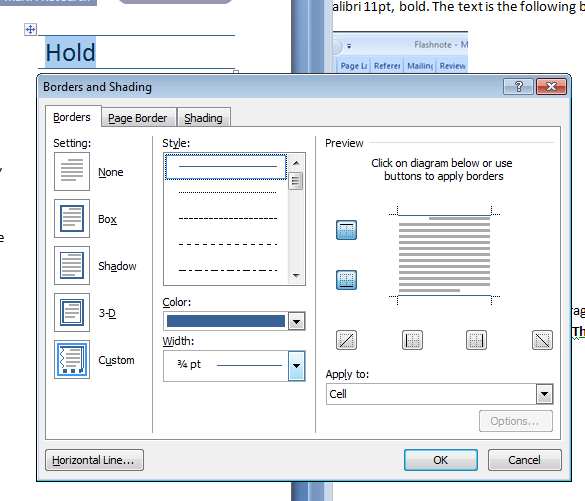 alibri 11pt, bold. The text is the following b
Flashnote - M
Page La Referer Mailing Review
Hold
Borders and Shading
Borders Page Border Shading
Setting:
None
Box
Shadow
3-D
Custom
Style:
Color:
Width:
¾ pt
Preview
Click on diagram below or use
buttons to apply borders
Apply to:
Cell
Options...
Horizontal Line...
OK
Cancel
rag
Th
e